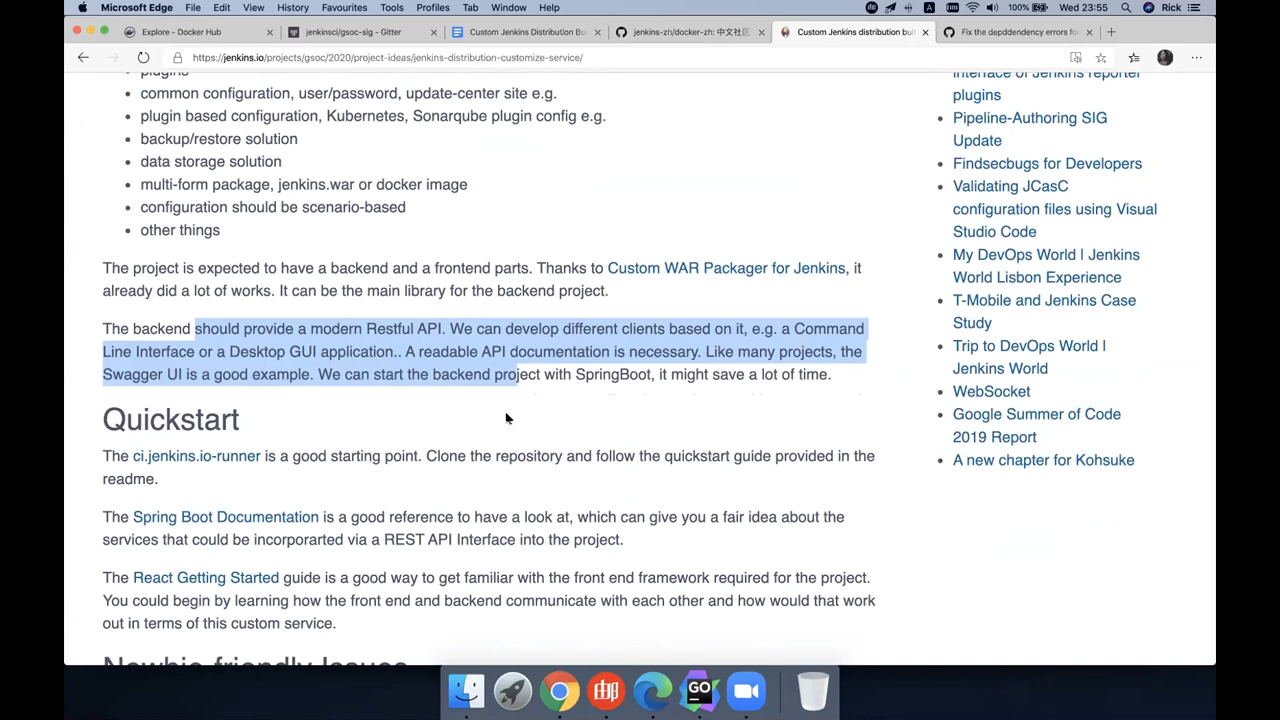 Microsoft Edge File Edit View History Favourites Tools Profiles Tab Window Help 100% Wed 23:55 Rick
Explore - Docker Hub
jenkinsci/gsoc-sig - Gitter
Custom Jenkins Distribution Bu
jenkins-zh/docker-zh: 中文社区
Custom Jenkins distribution bui
Fix the depddendency errors fo
https://jenkins.io/projects/gsoc/2020/project-ideas/jenkins-distribution-customize-service/
plugins
common configuration, user/password, update-center site e.g.
plugin based configuration, Kubernetes, Sonarqube plugin config e.g.
backup/restore solution
data storage solution
multi-form package, jenkins.war or docker image
configuration should be scenario-based
other things
The project is expected to have a backend and a frontend parts. Thanks to Custom WAR Packager for Jenkins, it
already did a lot of works. It can be the main library for the backend project.
The backend should provide a modern Restful API. We can develop different clients based on it, e.g. a Command
Line Interface or a Desktop GUI application.. A readable API documentation is necessary. Like many projects, the
Swagger UI is a good example. We can start the backend project with SpringBoot, it might save a lot of time.
Quickstart
The ci.jenkins.io-runner is a good starting point. Clone the repository and follow the quickstart guide provided in the
readme.
The Spring Boot Documentation is a good reference to have a look at, which can give you a fair idea about the
services that could be incorporarted via a REST API Interface into the project.
The React Getting Started guide is a good way to get familiar with the front end framework required for the project.
You could begin by learning how the front end and backend communicate with each other and how would that work
out in terms of this custom service.
Newbie-friendly Issues
interface of Jenkins reporter
plugins
Pipeline-Authoring SIG
Update
Findsecbugs for Developers
Validating JCasC
configuration files using Visual
Studio Code
My DevOps World | Jenkins
World Lisbon Experience
T-Mobile and Jenkins Case
Study
Trip to DevOps World |
Jenkins World
WebSocket
Google Summer of Code
2019 Report
A new chapter for Kohsuke
邮
GO